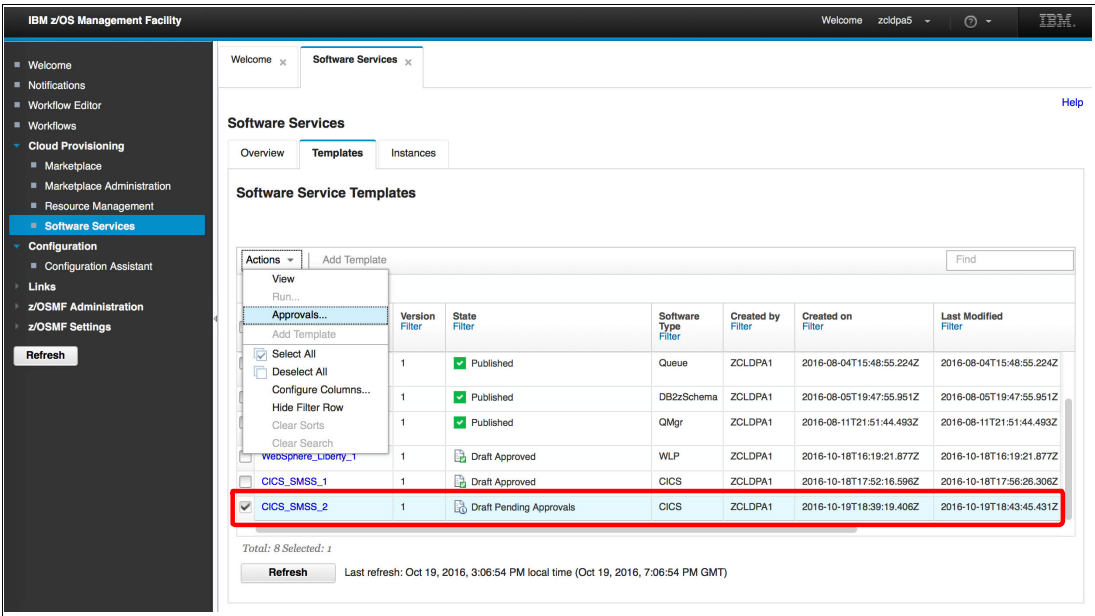 IBM z/OS Management Facility
Welcome zcldpa5
IBM.
Welcome
Notifications
Workflow Editor
Workflows
Cloud Provisioning
Marketplace
Marketplace Administration
Resource Management
Software Services
Configuration
Configuration Assistant
Links
z/OSMF Administration
z/OSMF Settings
Refresh
Welcome
Software Services
Help
Software Services
Overview
Templates
Instances
Software Service Templates
Actions
Add Template
Find
View
Run...
Approvals...
Add Template
Select All
Deselect All
Configure Columns...
Hide Filter Row
Clear Sorts
Clear Search
Version Filter
State Filter
Software Type Filter
Created by Filter
Created on Filter
Last Modified Filter
1 Published Queue ZCLDPA1 2016-08-04T15:48:55.224Z 2016-08-04T15:48:55.224Z
1 Published DB2zSchema ZCLDPA1 2016-08-05T19:47:55.951Z 2016-08-05T19:47:55.951Z
1 Published QMgr ZCLDPA1 2016-08-11T21:51:44.493Z 2016-08-11T21:51:44.493Z
WebSphere_Liberty_1 1 Draft Approved WLP ZCLDPA1 2016-10-18T16:19:21.877Z 2016-10-18T16:19:21.877Z
CICS_SMSS_1 1 Draft Approved CICS ZCLDPA1 2016-10-18T17:52:16.596Z 2016-10-18T17:56:26.306Z
CICS_SMSS_2 1 Draft Pending Approvals CICS ZCLDPA1 2016-10-19T18:39:19.406Z 2016-10-19T18:43:45.431Z
Total: 8 Selected: 1
Refresh
Last refresh: Oct 19, 2016, 3:06:54 PM local time (Oct 19, 2016, 7:06:54 PM GMT)